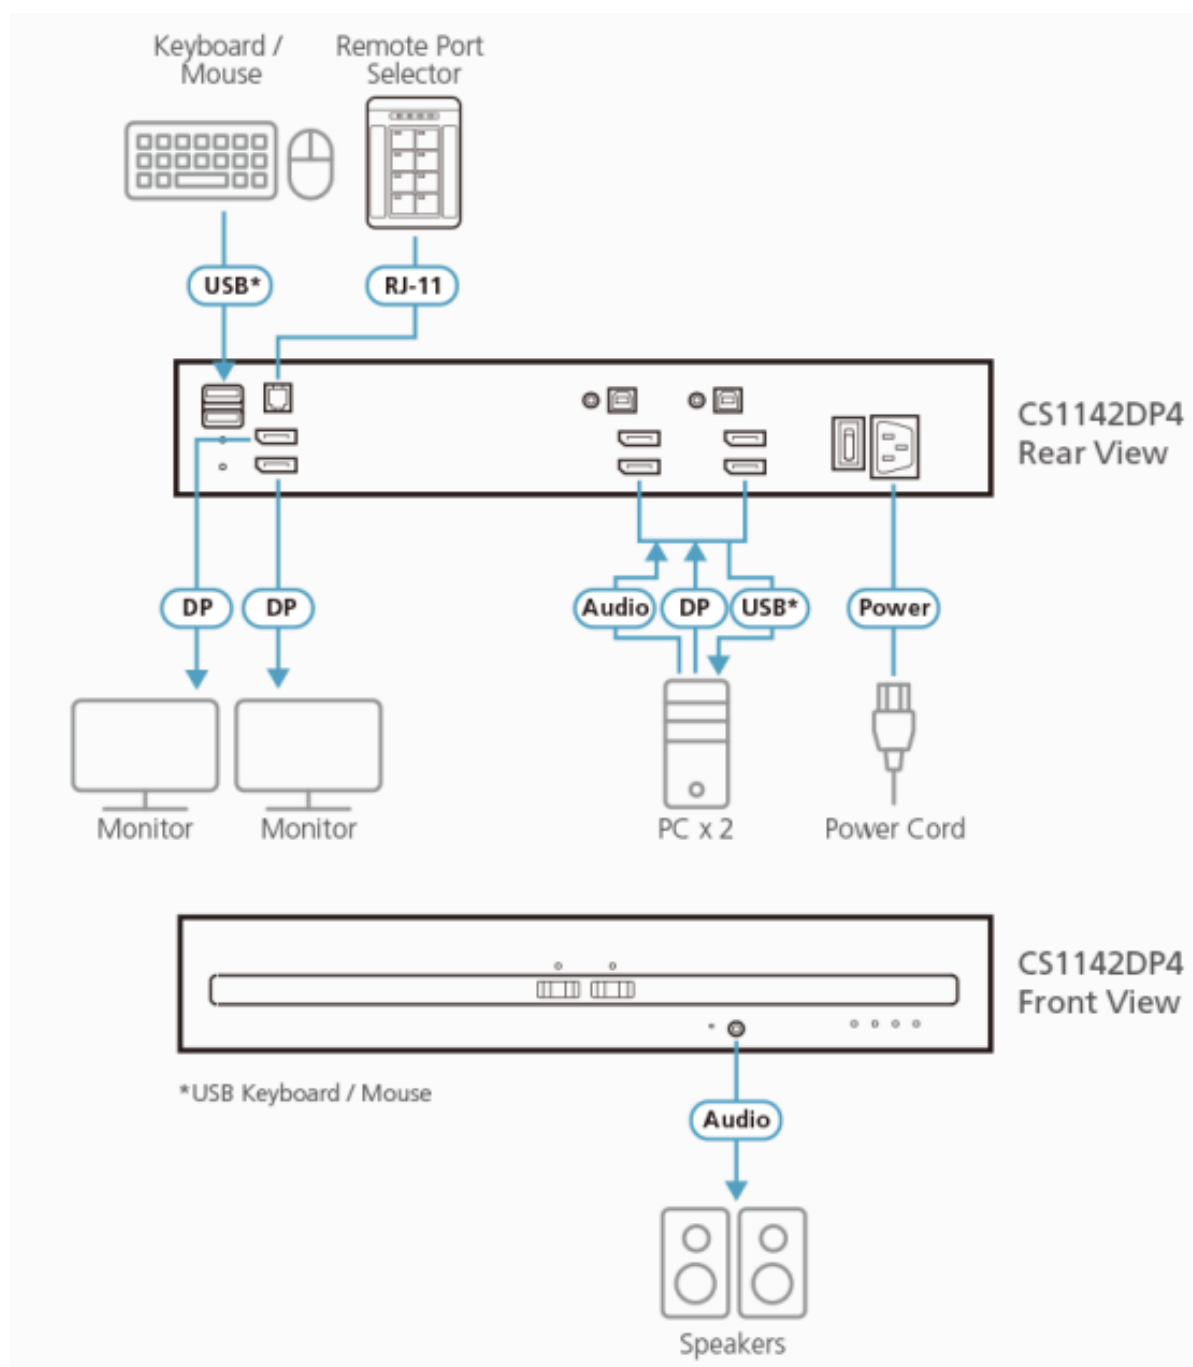 Keyboard /
Mouse
Remote Port
Selector
USB*
RJ-11
CS1142DP4
Rear View
DP
DP
Audio
DP
USB*
Power
Monitor
Monitor
PC x 2
Power Cord
CS1142DP4
Front View
*USB Keyboard / Mouse
Audio
Speakers